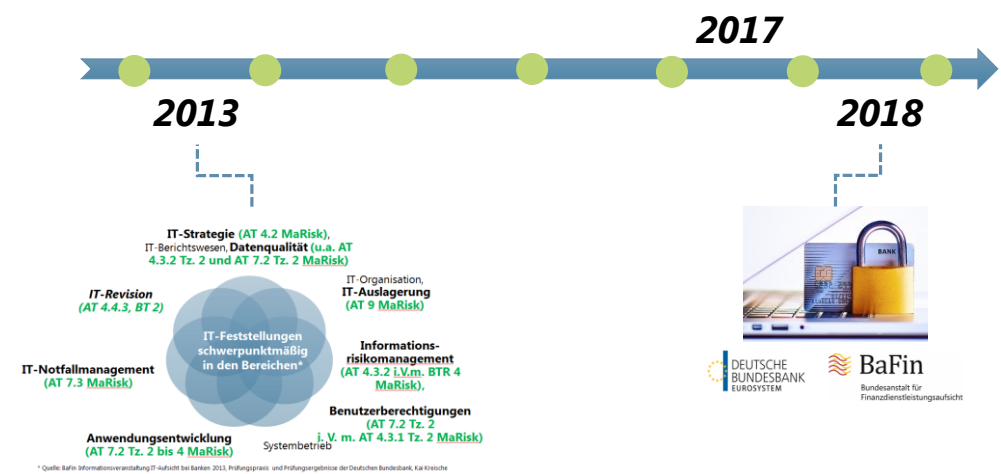 2017
2013
2018
IT-Strategie (AT 4.2 MaRisk),
IT-Berichtswesen, Datenqualität (u.a. AT
4.3.2 Tz. 2 und AT 7.2 Tz. 2 MaRisk)
IT-Organisation,
IT-Auslagerung
(AT 9 MaRisk)
IT-Revision
(AT 4.4.3, BT 2)
IT-Feststellungen
schwerpunktmäßig
in den Bereichen*
Informations-
risikomanagement
(AT 4.3.2 i.V.m. BTR 4
MaRisk),
IT-Notfallmanagement
(AT 7.3 MaRisk)
Benutzerberechtigungen
(AT 7.2 Tz. 2
j. V. m. AT 4.3.1 Tz. 2 MaRisk)
Anwendungsentwicklung
(AT 7.2 Tz. 2 bis 4 MaRisk)
Systembetrieb
* Quelle: BaFin Informationsveranstaltung IT-Aufsicht bei Banken 2013, Prüfungspraxis und Prüfungsergebnisse der Deutschen Bundesbank, Kai Kreische
BANK
DEUTSCHE
BUNDESBANK
EUROSYSTEM
BaFin
Bundesanstalt für
Finanzdienstleistungsaufsicht